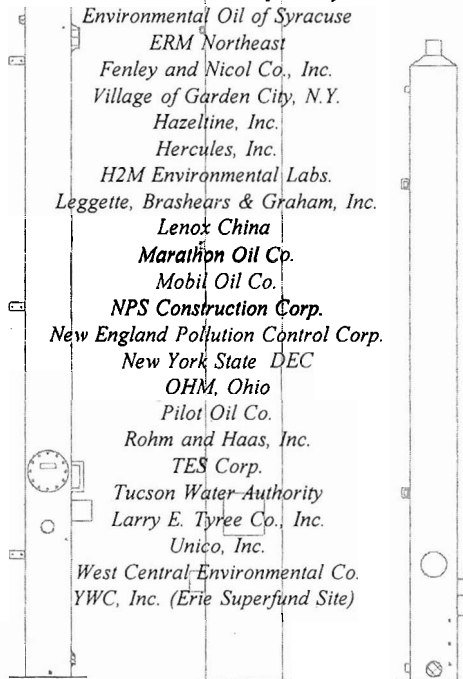 Environmental Oil of Syracuse
ERM Northeast
Fenley and Nicol Co., Inc.
Village of Garden City, N.Y.
Hazeltine, Inc.
Hercules, Inc.
H2M Environmental Labs.
Leggette, Brashears & Graham, Inc.
Lenox China
Marathon Oil Co.
Mobil Oil Co.
NPS Construction Corp.
New England Pollution Control Corp.
New York State DEC
OHM, Ohio
Pilot Oil Co.
Rohm and Haas, Inc.
TES Corp.
Tucson Water Authority
Larry E. Tyree Co., Inc.
Unico, Inc.
West Central Environmental Co.
YWC, Inc. (Erie Superfund Site)